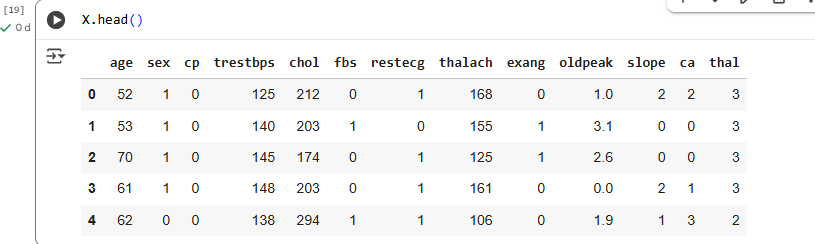 [19]
0 d
X.head()
age sex cp trestbps chol fbs restecg thalach exang oldpeak slope ca thal
0 52 1 0 125 212 0 1 168 0 1.0 2 2 3
1 53 1 0 140 203 1 0 155 1 3.1 0 0 3
2 70 1 0 145 174 0 1 125 1 2.6 0 0 3
3 61 1 0 148 203 0 1 161 0 0.0 2 1 3
4 62 0 0 138 294 1 1 106 0 1.9 1 3 2